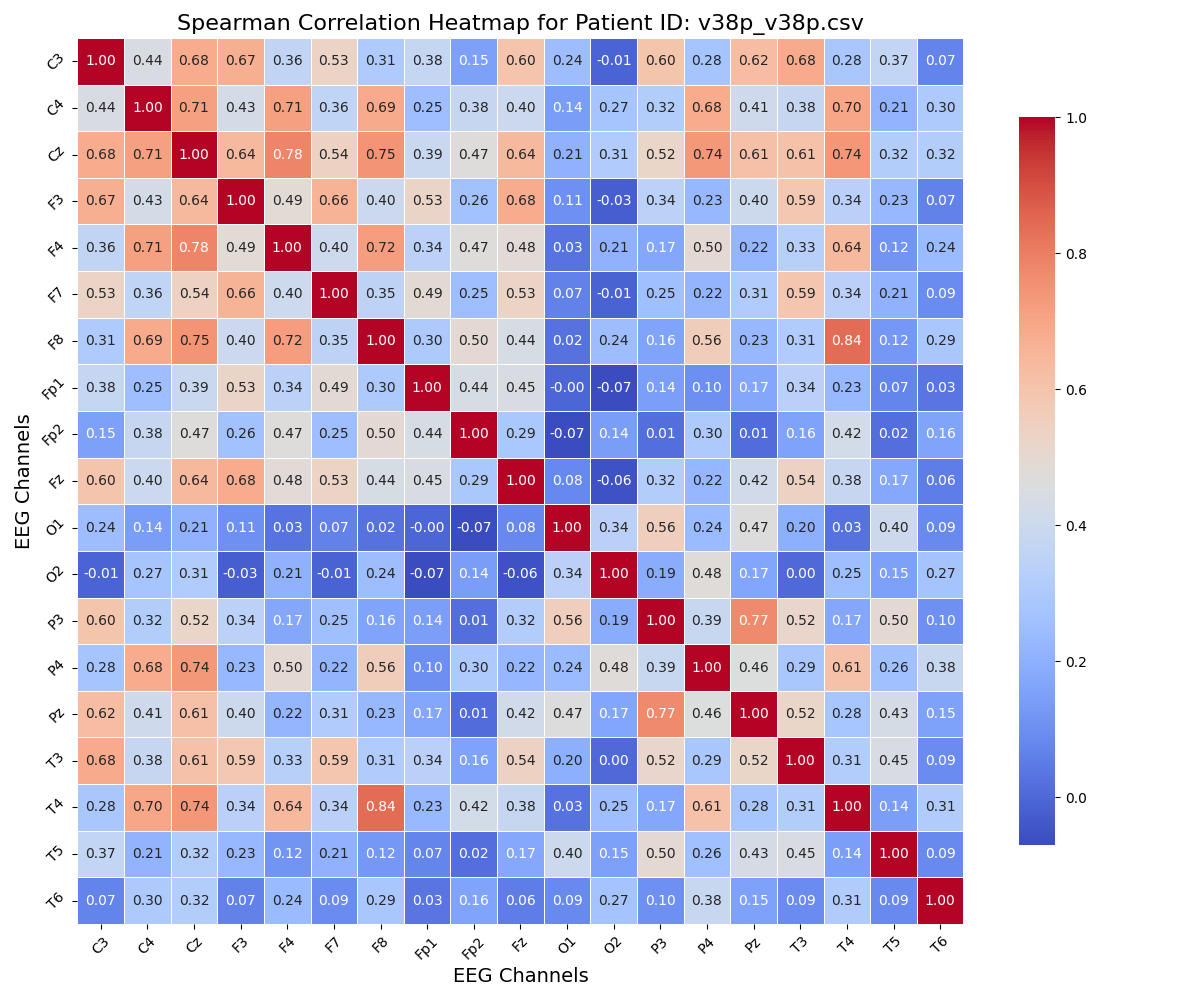 Spearman Correlation Heatmap for Patient ID: v38p_v38p.csv
C3 1.00 0.44 0.68 0.67 0.36 0.53 0.31 0.38 0.15 0.60 0.24 -0.01 0.60 0.28 0.62 0.68 0.28 0.37 0.07
C4 0.44 1.00 0.71 0.43 0.71 0.36 0.69 0.25 0.38 0.40 0.14 0.27 0.32 0.68 0.41 0.38 0.70 0.21 0.30
Cz 0.68 0.71 1.00 0.64 0.78 0.54 0.75 0.39 0.47 0.64 0.21 0.31 0.52 0.74 0.61 0.61 0.74 0.32 0.32
F3 0.67 0.43 0.64 1.00 0.49 0.66 0.40 0.53 0.26 0.68 0.11 -0.03 0.34 0.23 0.40 0.59 0.34 0.23 0.07
F4 0.36 0.71 0.78 0.49 1.00 0.40 0.72 0.34 0.47 0.48 0.03 0.21 0.17 0.50 0.22 0.33 0.64 0.12 0.24
F7 0.53 0.36 0.54 0.66 0.40 1.00 0.35 0.49 0.25 0.53 0.07 -0.01 0.25 0.22 0.31 0.59 0.34 0.21 0.09
F8 0.31 0.69 0.75 0.40 0.72 0.35 1.00 0.30 0.50 0.44 0.02 0.24 0.16 0.56 0.23 0.31 0.84 0.12 0.29
Fp1 0.38 0.25 0.39 0.53 0.34 0.49 0.30 1.00 0.44 0.45 -0.00 -0.07 0.14 0.10 0.17 0.34 0.23 0.07 0.03
Fp2 0.15 0.38 0.47 0.26 0.47 0.25 0.50 0.44 1.00 0.29 -0.07 0.14 0.01 0.30 0.01 0.16 0.42 0.02 0.16
Fz 0.60 0.40 0.64 0.68 0.48 0.53 0.44 0.45 0.29 1.00 0.08 -0.06 0.32 0.22 0.42 0.54 0.38 0.17 0.06
O1 0.24 0.14 0.21 0.11 0.03 0.07 0.02 -0.00 -0.07 0.08 1.00 0.34 0.56 0.24 0.47 0.20 0.03 0.40 0.09
O2 -0.01 0.27 0.31 -0.03 0.21 -0.01 0.24 -0.07 0.14 -0.06 0.34 1.00 0.19 0.48 0.17 0.00 0.25 0.15 0.27
P3 0.60 0.32 0.52 0.34 0.17 0.25 0.16 0.14 0.01 0.32 0.56 0.19 1.00 0.39 0.77 0.52 0.17 0.50 0.10
P4 0.28 0.68 0.74 0.23 0.50 0.22 0.56 0.10 0.30 0.22 0.24 0.48 0.39 1.00 0.46 0.29 0.61 0.26 0.38
Pz 0.62 0.41 0.61 0.40 0.22 0.31 0.23 0.17 0.01 0.42 0.47 0.17 0.77 0.46 1.00 0.52 0.28 0.43 0.15
T3 0.68 0.38 0.61 0.59 0.33 0.59 0.31 0.34 0.16 0.54 0.20 0.00 0.52 0.29 0.52 1.00 0.31 0.45 0.09
T4 0.28 0.70 0.74 0.34 0.64 0.34 0.84 0.23 0.42 0.38 0.03 0.25 0.17 0.61 0.28 0.31 1.00 0.14 0.31
T5 0.37 0.21 0.32 0.23 0.12 0.21 0.12 0.07 0.02 0.17 0.40 0.15 0.50 0.26 0.43 0.45 0.14 1.00 0.09
T6 0.07 0.30 0.32 0.07 0.24 0.09 0.29 0.03 0.16 0.06 0.09 0.27 0.10 0.38 0.15 0.09 0.31 0.09 1.00
C3 C4 Cz F3 F4 F7 F8 Fp1 Fp2 Fz O1 O2 P3 P4 Pz T3 T4 T5 T6
EEG Channels
EEG Channels
1.0
0.8
0.6
0.4
0.2
0.0